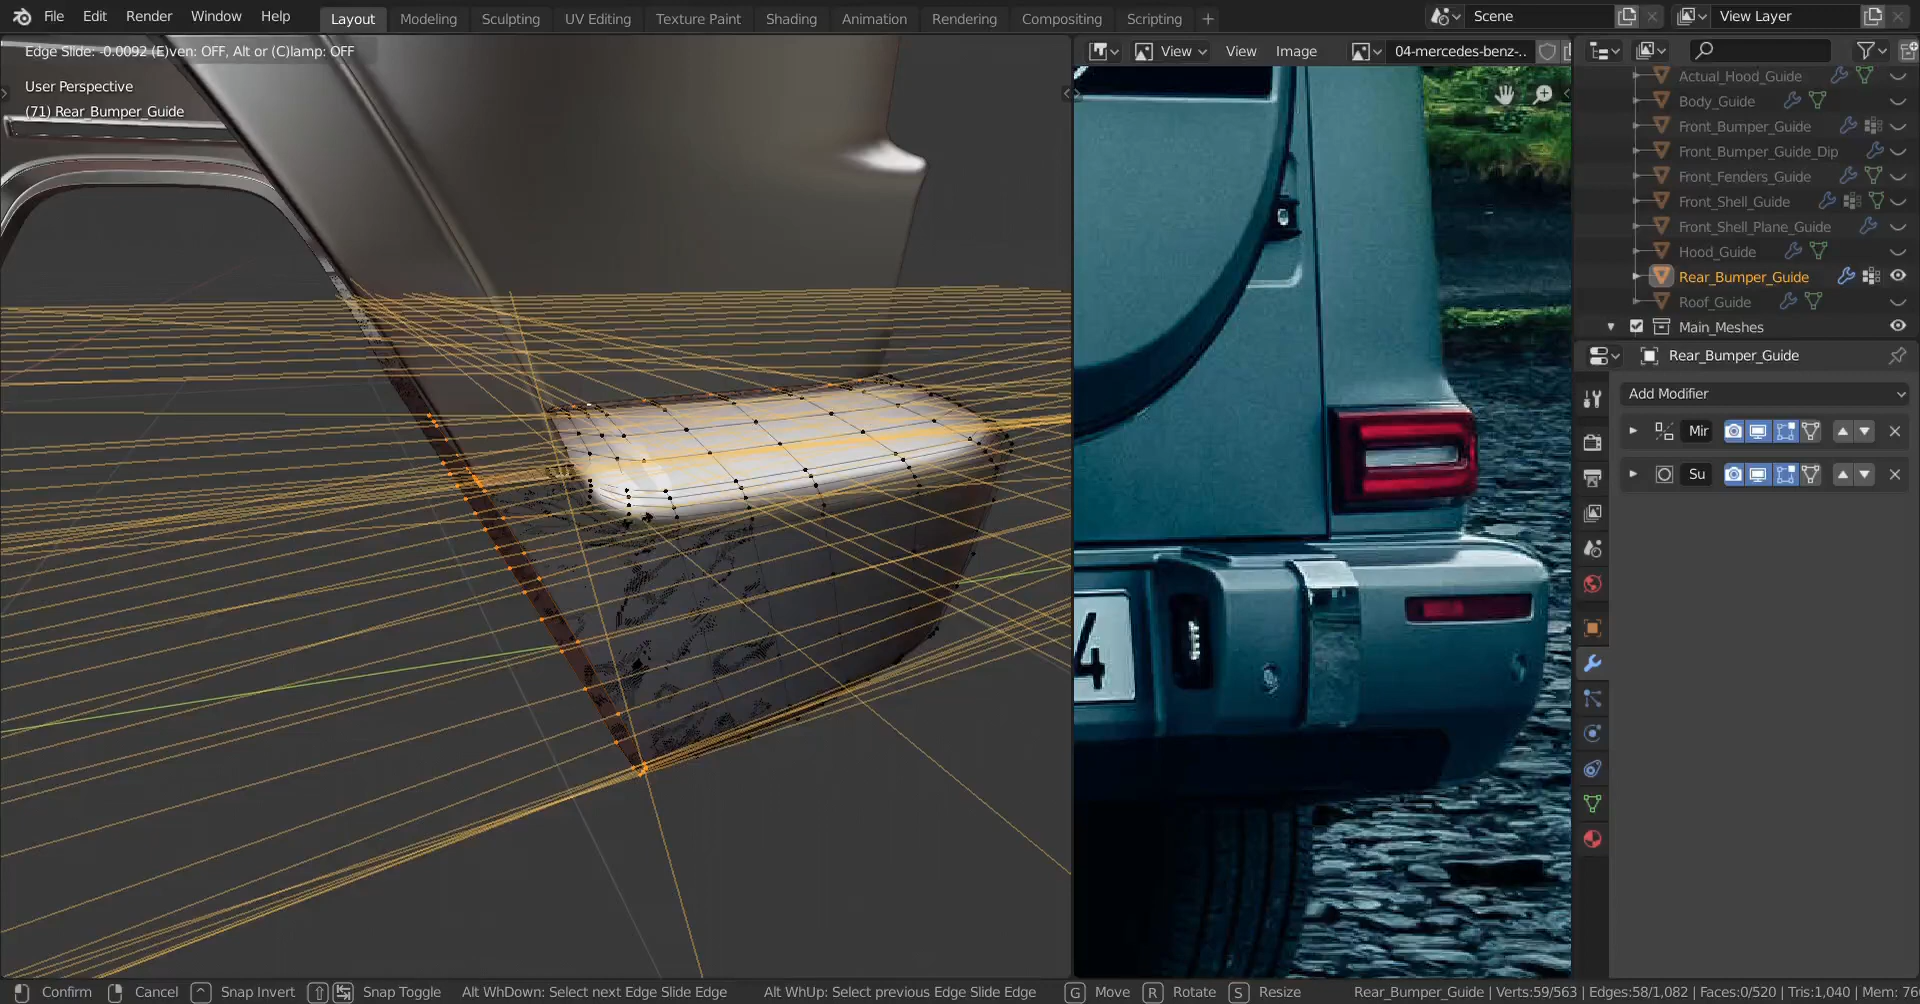 File Edit Render Window Help Layout Modeling Sculpting UV Editing Texture Paint Shading Animation Rendering Compositing Scripting + Scene View Layer
Edge Slide: -0.0092 (E)ven: OFF, Alt or (C)lamp: OFF
User Perspective
(71) Rear_Bumper_Guide
View View Image 04-mercedes-benz-..
4
Actual_Hood_Guide
Body_Guide
Front_Bumper_Guide
Front_Bumper_Guide_Dip
Front_Fenders_Guide
Front_Shell_Guide
Front_Shell_Plane_Guide
Hood_Guide
Rear_Bumper_Guide
Roof_Guide
Main_Meshes
Rear_Bumper_Guide
Add Modifier
Mir
Su
Confirm Cancel Snap Invert Snap Toggle Alt WhDown: Select next Edge Slide Edge Alt WhUp: Select previous Edge Slide Edge G Move R Rotate S Resize Rear_Bumper_Guide | Verts:59/563 | Edges:58/1,082 | Faces:0/520 | Tris:1,040 | Mem: 76